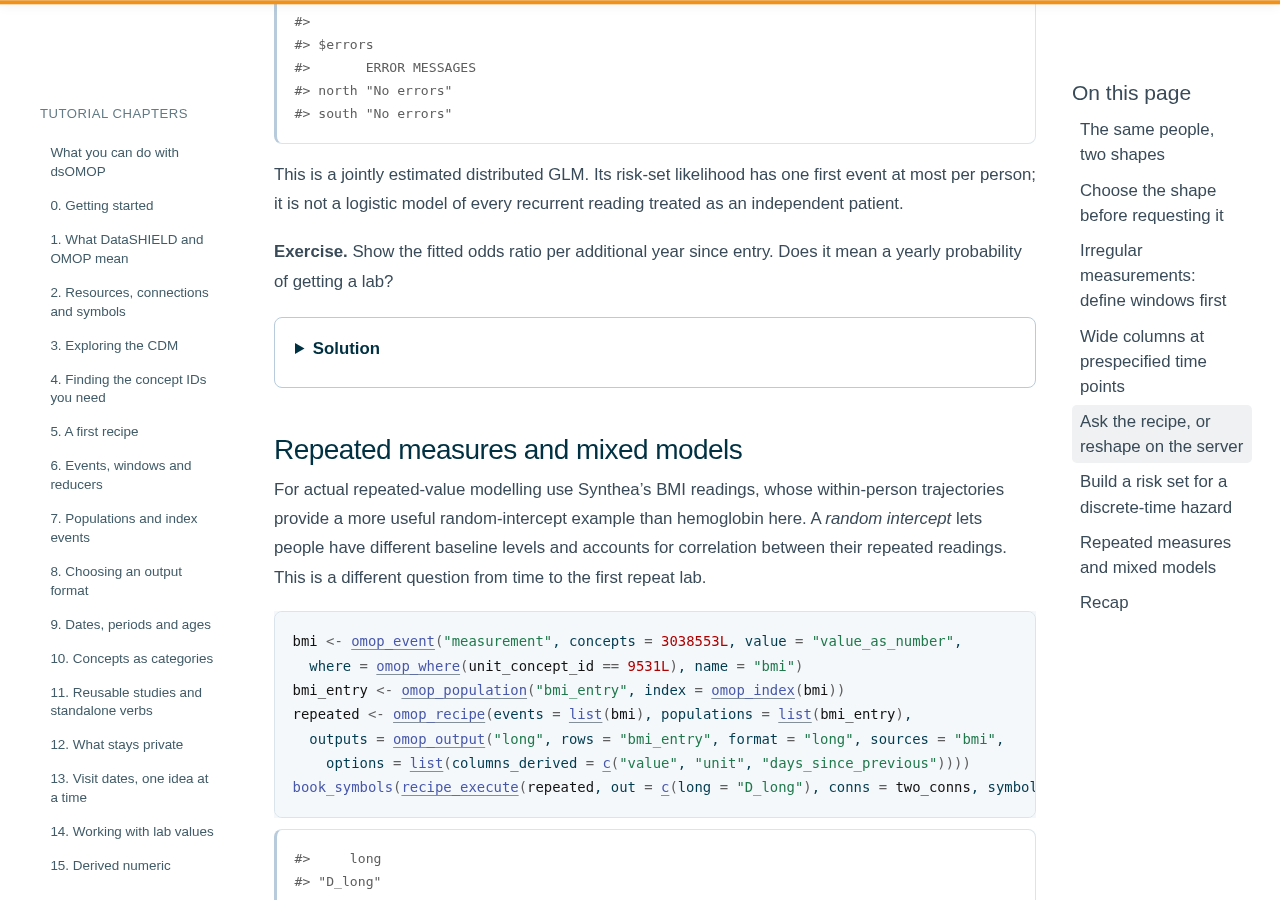 #>
#> $errors
#>       ERROR MESSAGES
#> north "No errors"
#> south "No errors"
This is a jointly estimated distributed GLM. Its risk-set likelihood has one first event at most per person;
it is not a logistic model of every recurrent reading treated as an independent patient.
Exercise. Show the fitted odds ratio per additional year since entry. Does it mean a yearly probability
of getting a lab?
Solution
Repeated measures and mixed models
For actual repeated-value modelling use Synthea’s BMI readings, whose within-person trajectories
provide a more useful random-intercept example than hemoglobin here. A random intercept lets
people have different baseline levels and accounts for correlation between their repeated readings.
This is a different question from time to the first repeat lab.
bmi <- omop_event("measurement", concepts = 3038553L, value = "value_as_number",
  where = omop_where(unit_concept_id == 9531L), name = "bmi")
bmi_entry <- omop_population("bmi_entry", index = omop_index(bmi))
repeated <- omop_recipe(events = list(bmi), populations = list(bmi_entry),
  outputs = omop_output("long", rows = "bmi_entry", format = "long", sources = "bmi",
    options = list(columns_derived = c("value", "unit", "days_since_previous"))))
book_symbols(recipe_execute(repeated, out = c(long = "D_long"), conns = two_conns, symbol
#>     long
#> "D_long"
TUTORIAL CHAPTERS
What you can do with
dsOMOP
0. Getting started
1. What DataSHIELD and
OMOP mean
2. Resources, connections
and symbols
3. Exploring the CDM
4. Finding the concept IDs
you need
5. A first recipe
6. Events, windows and
reducers
7. Populations and index
events
8. Choosing an output
format
9. Dates, periods and ages
10. Concepts as categories
11. Reusable studies and
standalone verbs
12. What stays private
13. Visit dates, one idea at
a time
14. Working with lab values
15. Derived numeric
On this page
The same people,
two shapes
Choose the shape
before requesting it
Irregular
measurements:
define windows first
Wide columns at
prespecified time
points
Ask the recipe, or
reshape on the server
Build a risk set for a
discrete-time hazard
Repeated measures
and mixed models
Recap